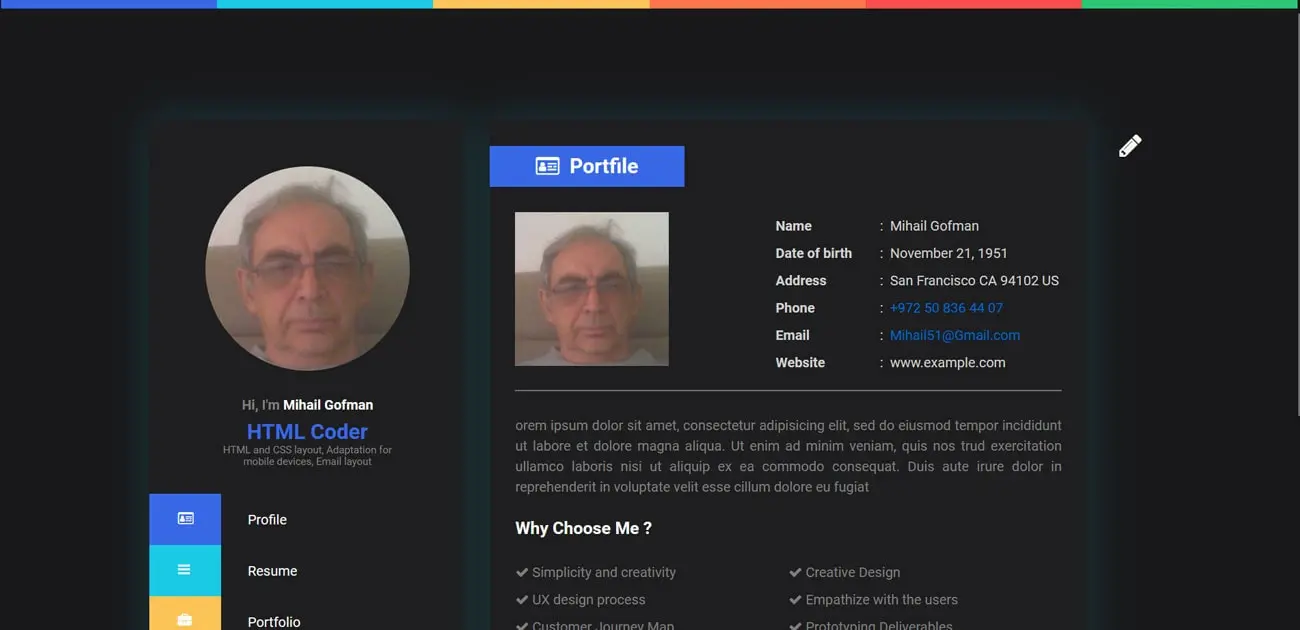 Hi, I'm Mihail Gofman
HTML Coder
HTML and CSS layout, Adaptation for
mobile devices, Email layout
Profile
Resume
Portfolio
Portfile
Name : Mihail Gofman
Date of birth : November 21, 1951
Address : San Francisco CA 94102 US
Phone : +972 50 836 44 07
Email : Mihail51@Gmail.com
Website : www.example.com
orem ipsum dolor sit amet, consectetur adipisicing elit, sed do eiusmod tempor incididunt
ut labore et dolore magna aliqua. Ut enim ad minim veniam, quis nos trud exercitation
ullamco laboris nisi ut aliquip ex ea commodo consequat. Duis aute irure dolor in
reprehenderit in voluptate velit esse cillum dolore eu fugiat
Why Choose Me ?
Simplicity and creativity
Creative Design
UX design process
Empathize with the users
Customer Journey Map
Prototyping Deliverables